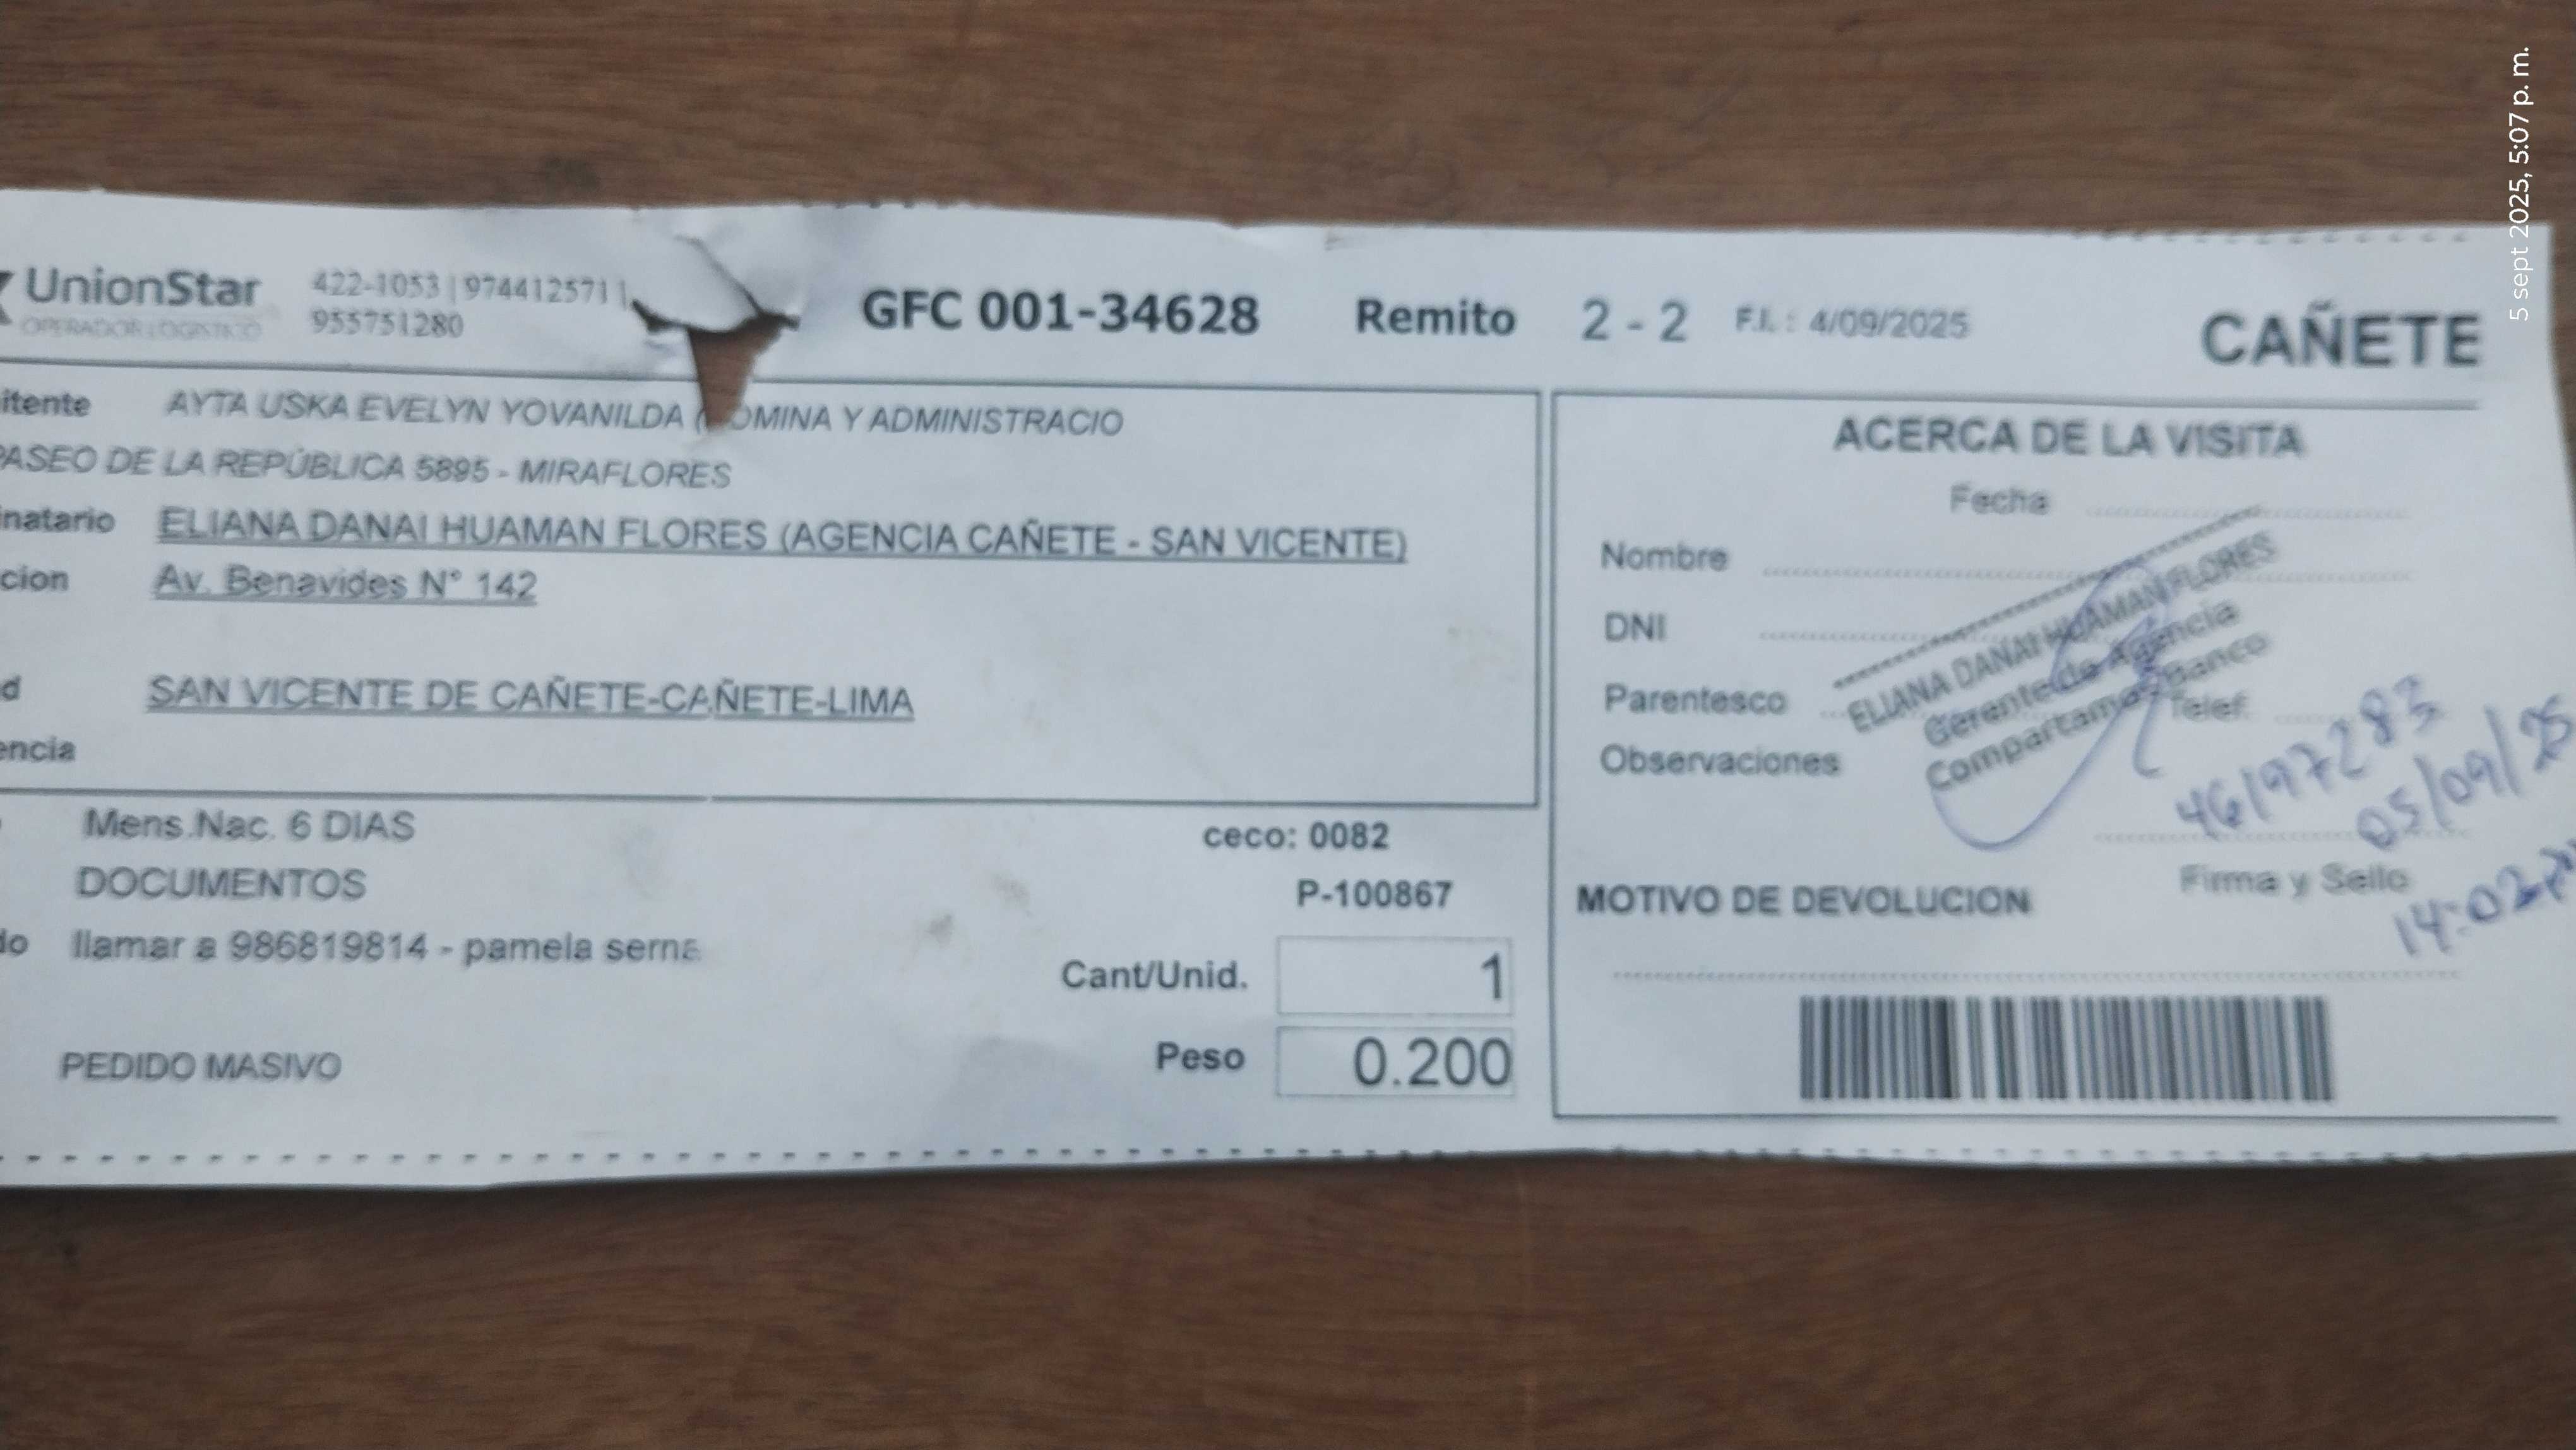 UnionStar
OPERADOR LOGISTICO
422-1053 | 974412571 |
955751280
GFC 001-34628
Remito
2 - 2
F.I. : 4/09/2025
CAÑETE
itente AYTA USKA EVELYN YOVANILDA ( OMINA Y ADMINISTRACIO
PASEO DE LA REPÚBLICA 5895 - MIRAFLORES
natario ELIANA DANAI HUAMAN FLORES (AGENCIA CAÑETE - SAN VICENTE)
cion Av. Benavides N° 142
d SAN VICENTE DE CAÑETE-CAÑETE-LIMA
encia
Mens.Nac. 6 DIAS
DOCUMENTOS
do llamar a 986819814 - pamela serna
PEDIDO MASIVO
ceco: 0082
P-100867
Cant/Unid. 1
Peso 0.200
ACERCA DE LA VISITA
Fecha
Nombre
DNI
Parentesco
Telef.
Observaciones
ELIANA DANAI HUAMAN FLORES
Gerente de Agencia
Compartamos Banco
46197283
05/09/25
Firma y Sello
MOTIVO DE DEVOLUCION
5 sept 2025, 5:07 p. m.